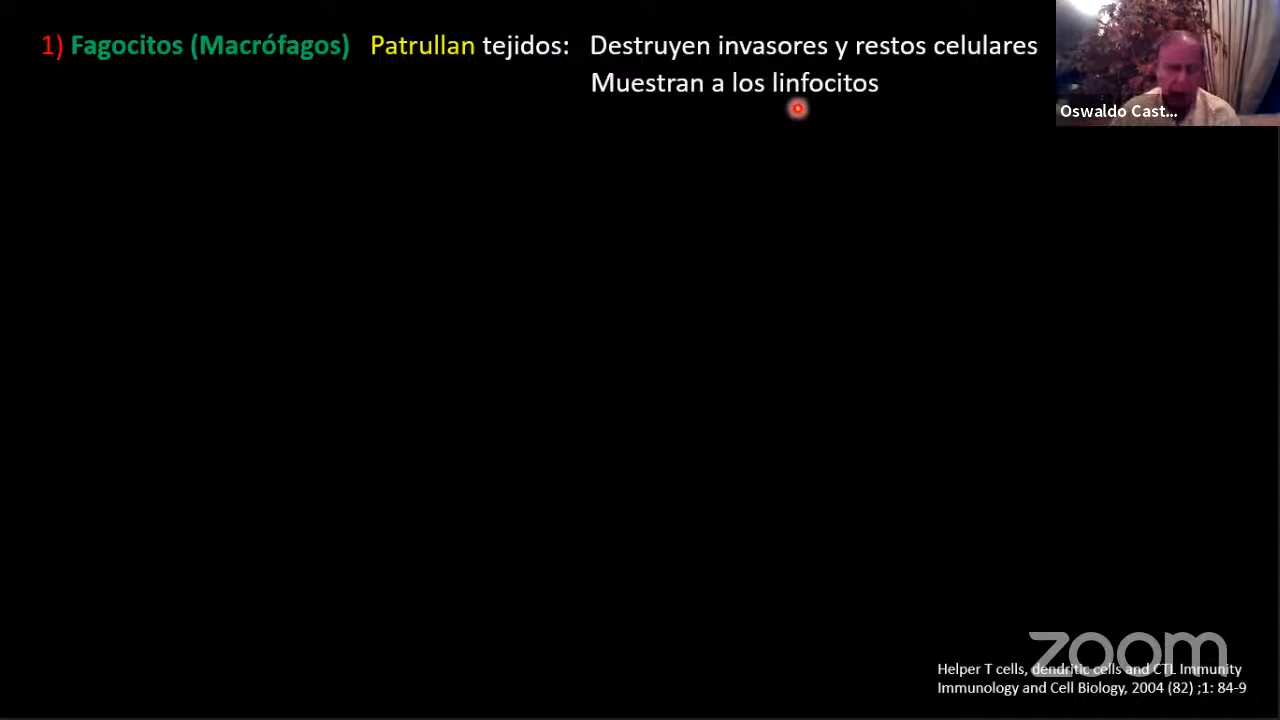 1) Fagocitos (Macrófagos) Patrullan tejidos: Destruyen invasores y restos celulares
Muestran a los linfocitos
Oswaldo Cast...
zoom
Helper T cells, dendritic cells and CTL Immunity
Immunology and Cell Biology, 2004 (82) ;1: 84-9